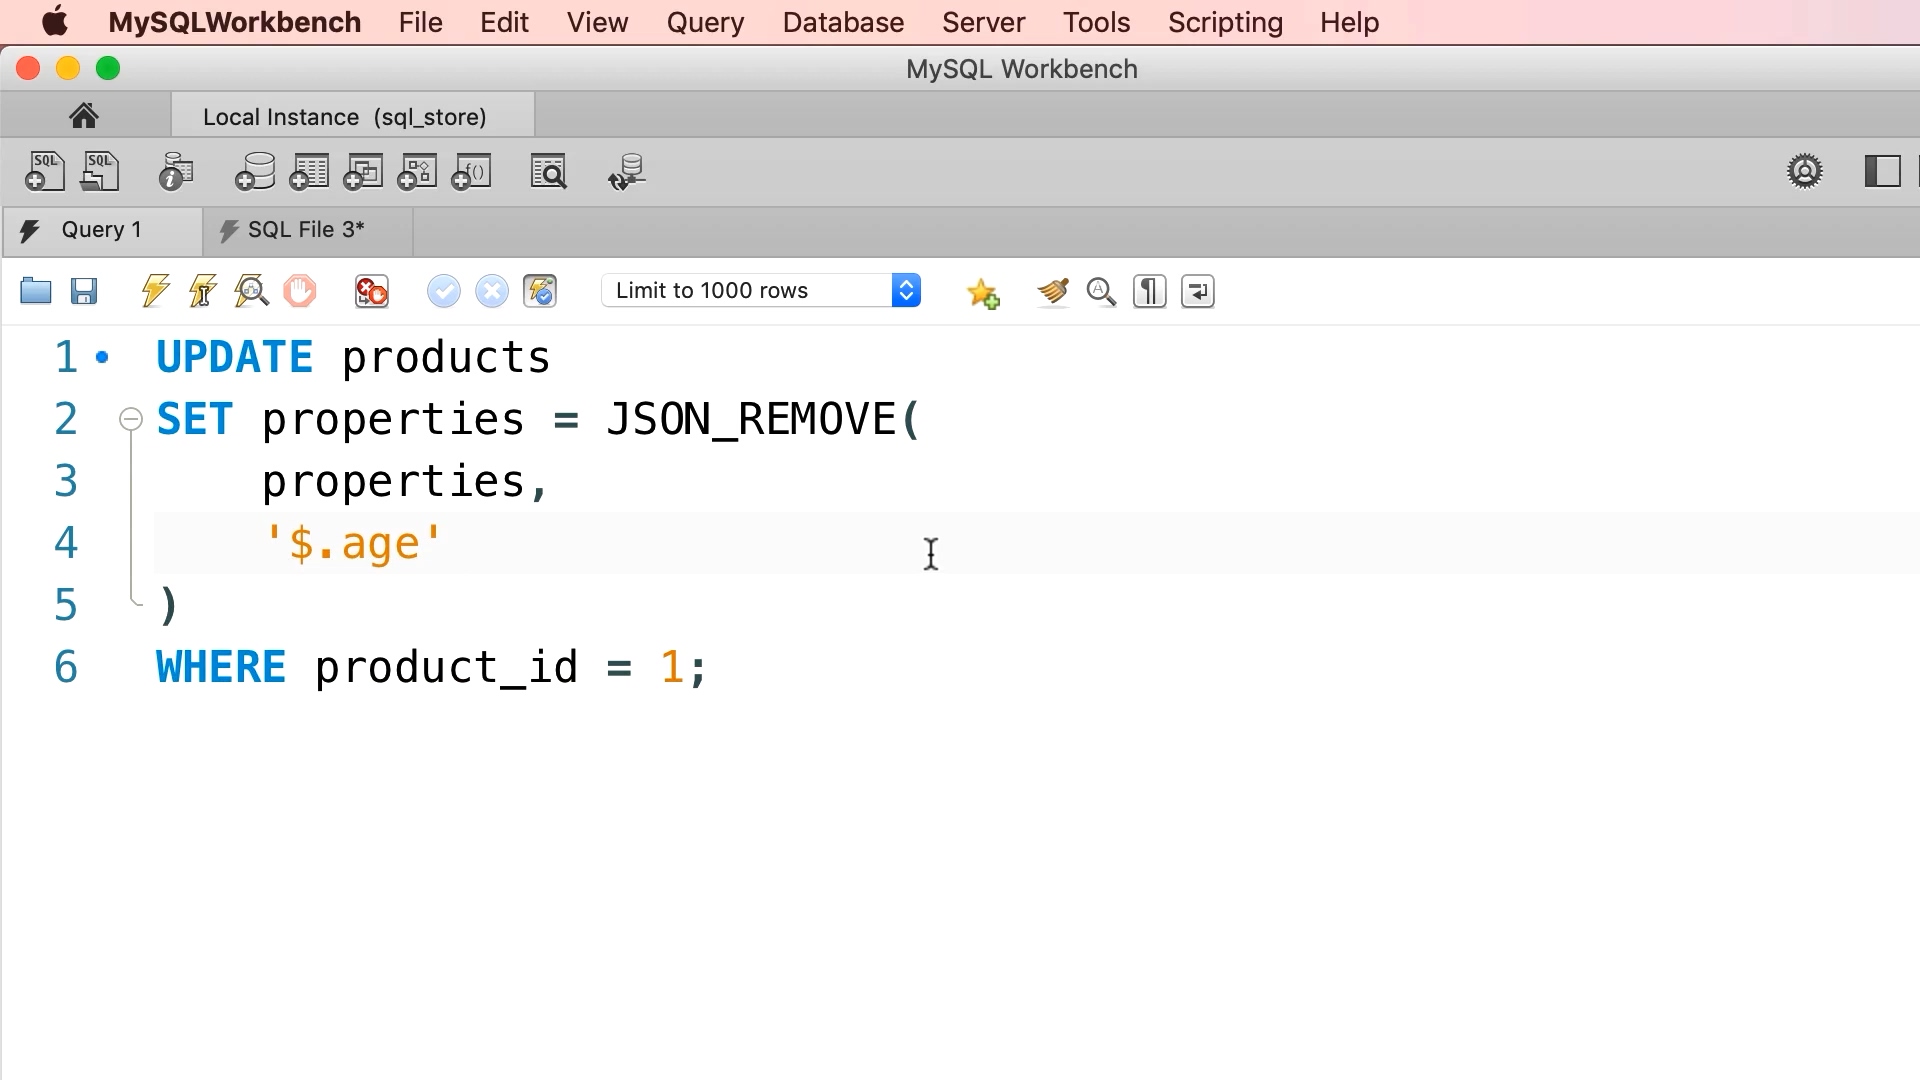 MySQLWorkbench File Edit View Query Database Server Tools Scripting Help
MySQL Workbench
Local Instance (sql_store)
SQL SQL
Query 1 SQL File 3*
Limit to 1000 rows
1 UPDATE products
2 SET properties = JSON_REMOVE(
3 properties,
4 '$.age'
5 )
6 WHERE product_id = 1;